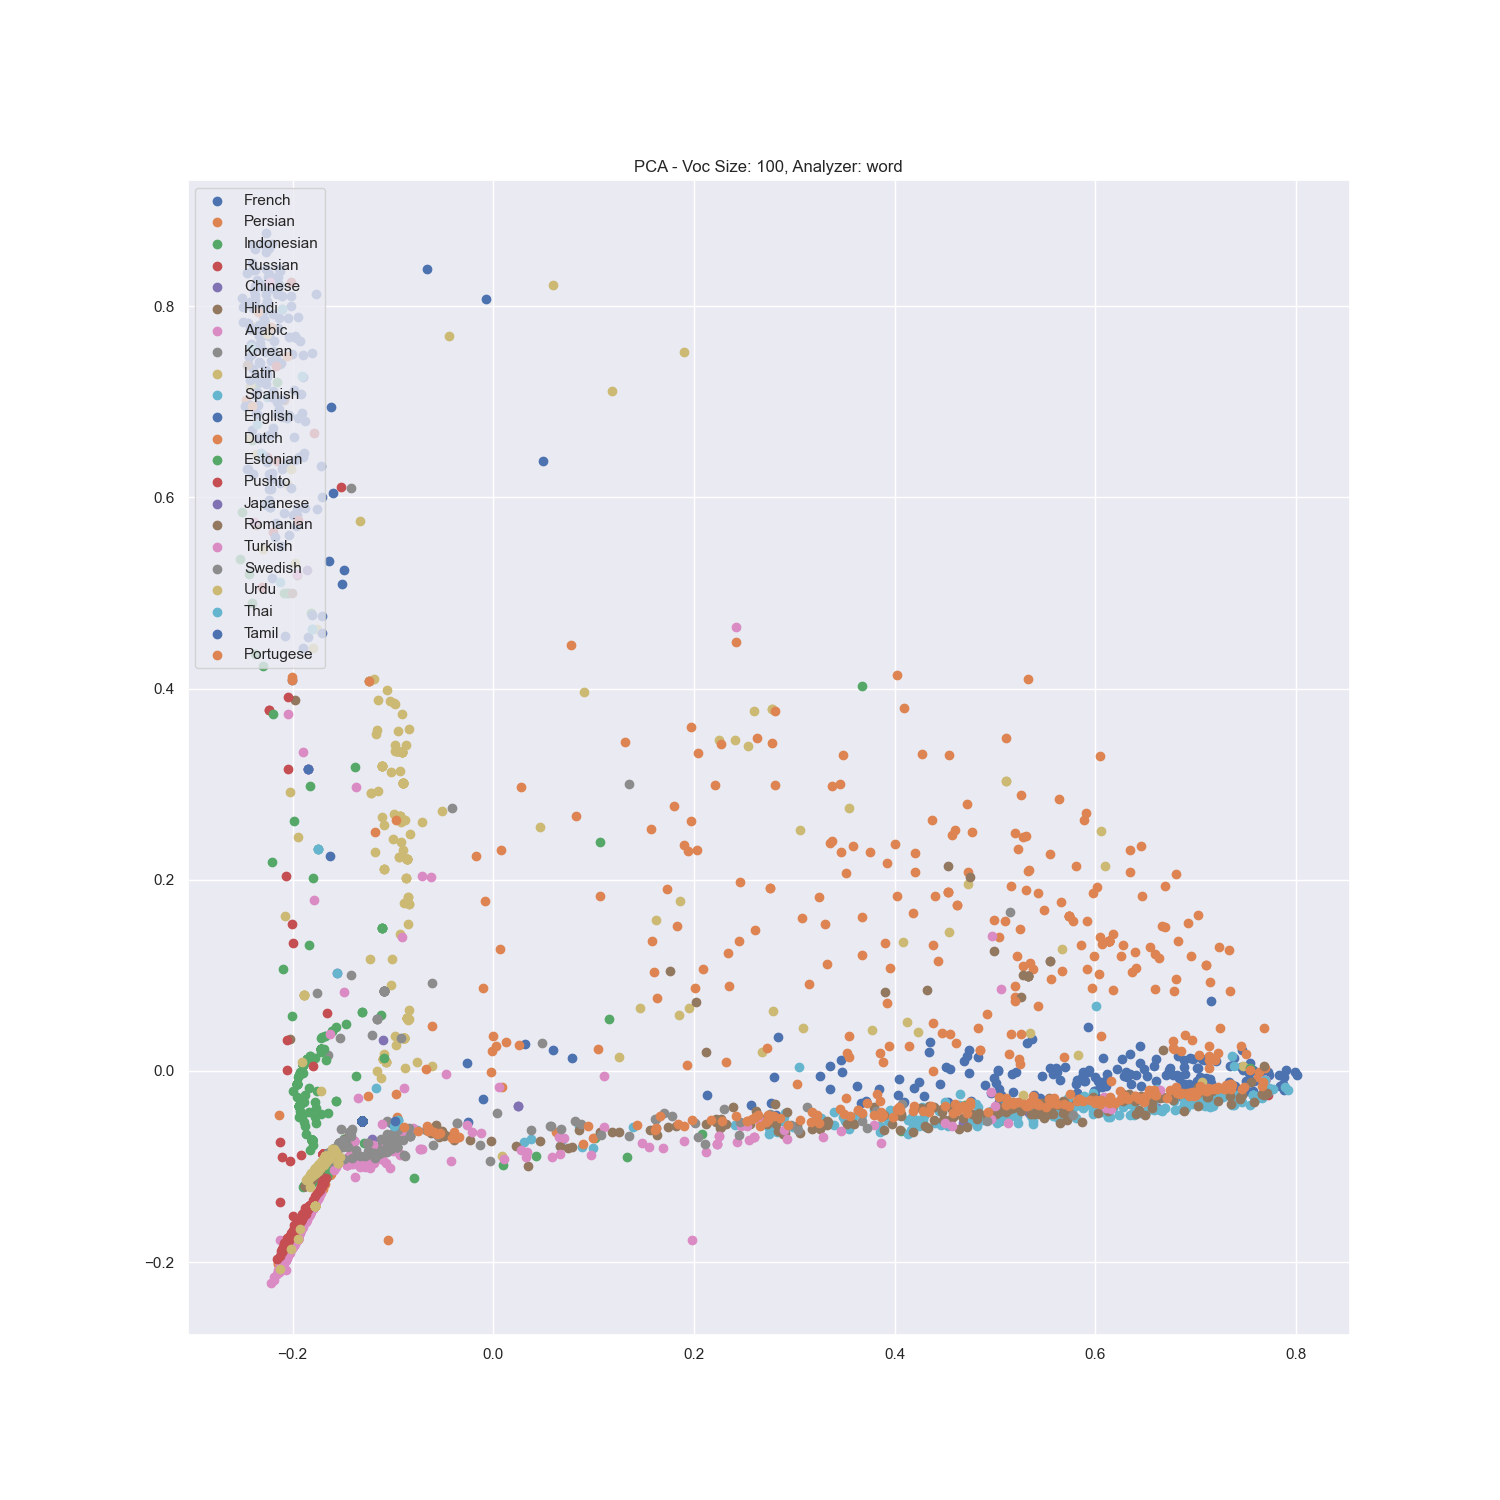 PCA - Voc Size: 100, Analyzer: word
French
Persian
Indonesian
Russian
Chinese
Hindi
Arabic
Korean
Latin
Spanish
English
Dutch
Estonian
Pushto
Japanese
Romanian
Turkish
Swedish
Urdu
Thai
Tamil
Portugese
0.8
0.6
0.4
0.2
0.0
−0.2
−0.2
0.0
0.2
0.4
0.6
0.8